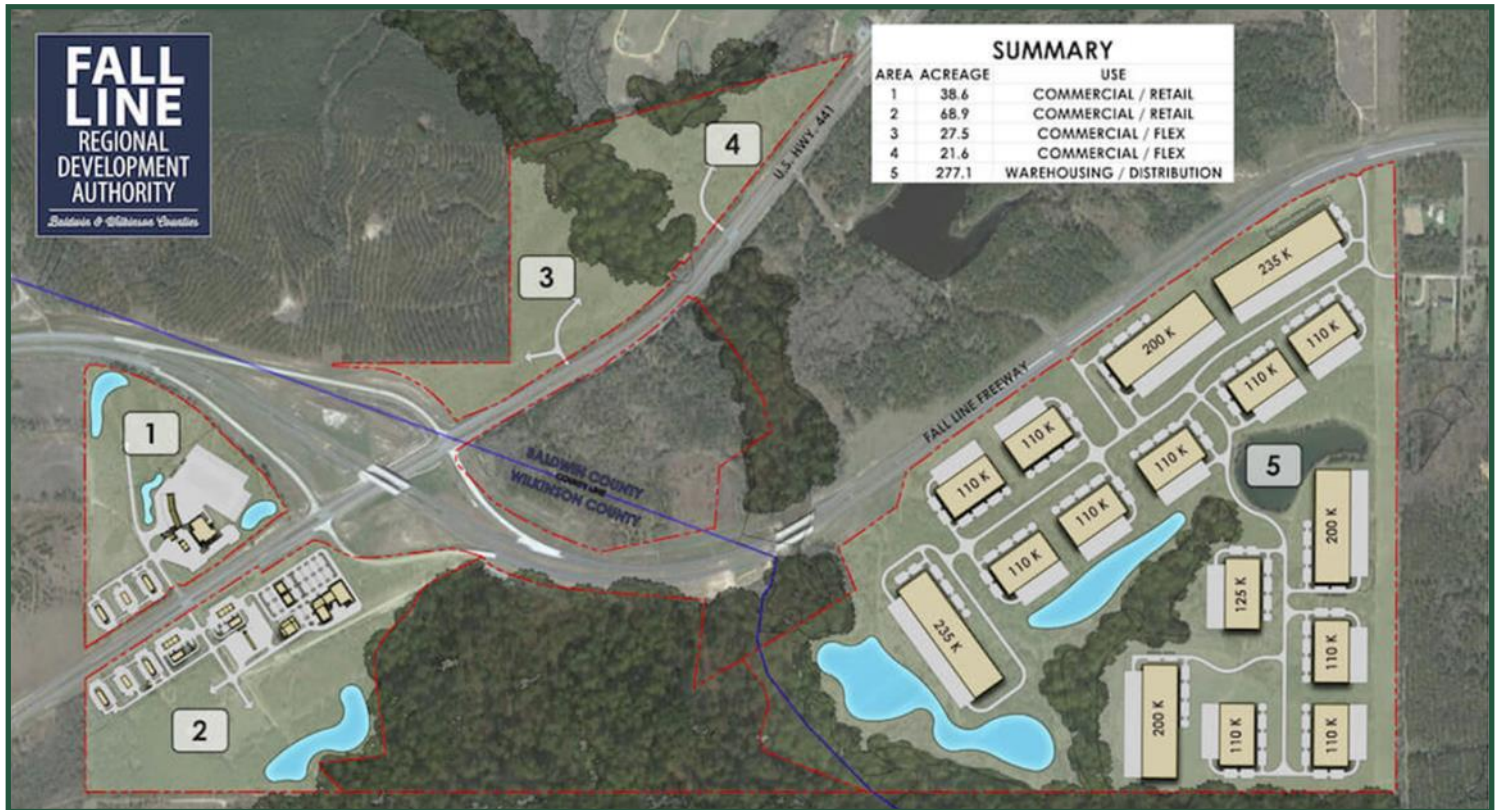 FALL
LINE
REGIONAL
DEVELOPMENT
AUTHORITY
Baldwin & Wilkinson Counties
SUMMARY
AREA ACREAGE USE
1 38.6 COMMERCIAL / RETAIL
2 68.9 COMMERCIAL / RETAIL
3 27.5 COMMERCIAL / FLEX
4 21.6 COMMERCIAL / FLEX
5 277.1 WAREHOUSING / DISTRIBUTION
4
U.S. HWY. 441
3
1
2
BALDWIN COUNTY
COUNTY LINE
WILKINSON COUNTY
FALL LINE FREEWAY
235 K
200 K
110 K
110 K
110 K
110 K
110 K
110 K
110 K
5
235 K
200 K
125 K
110 K
200 K
110 K
110 K